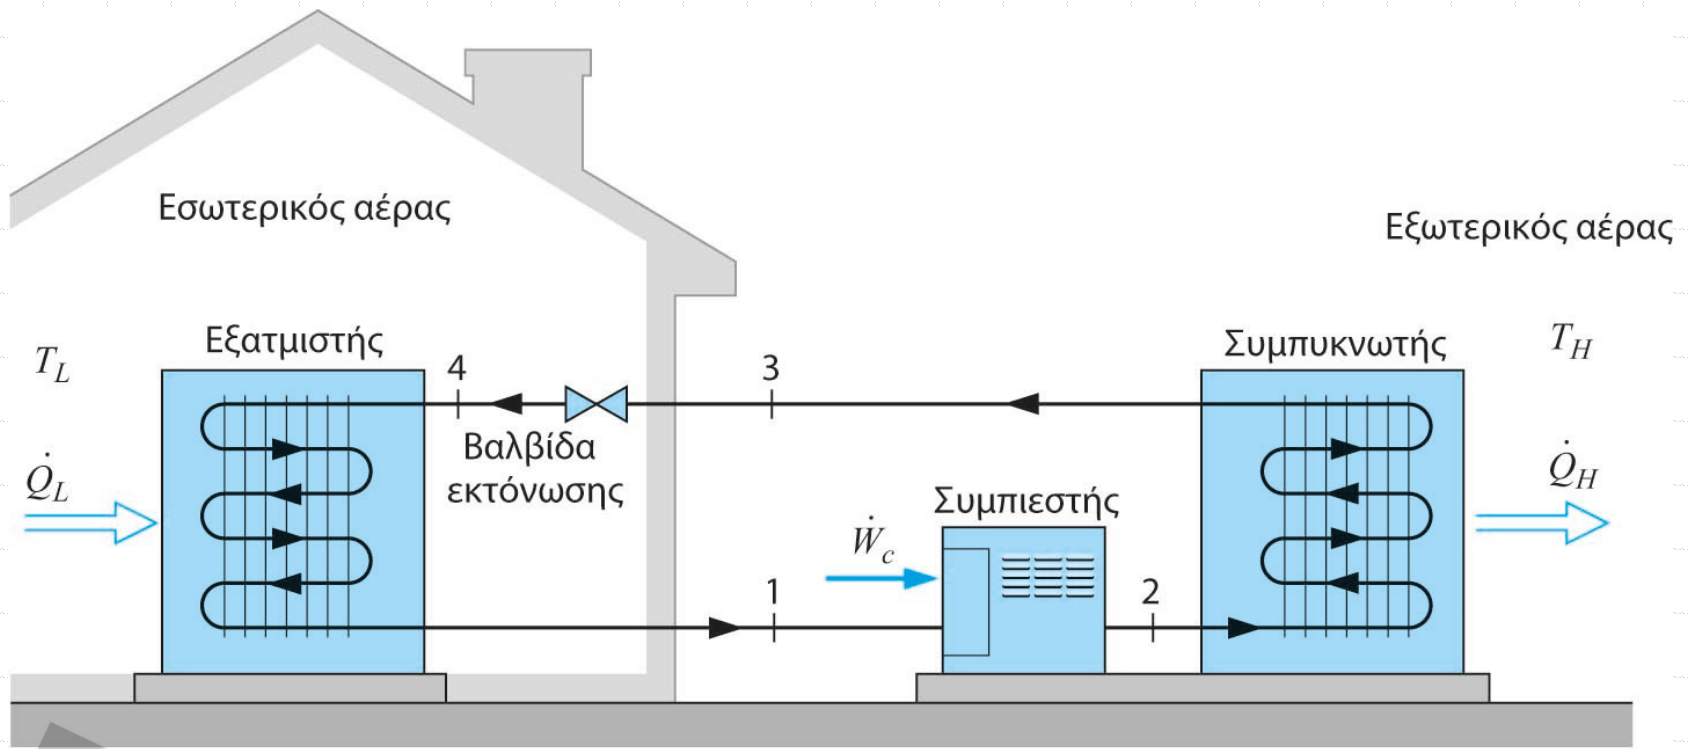 Εσωτερικός αέρας
Εξωτερικός αέρας
Εξατμιστής
Συμπυκνωτής
T_L
T_H
4
3
Βαλβίδα
εκτόνωσης
Q̇_L
Q̇_H
Συμπιεστής
Ẇ_c
1
2